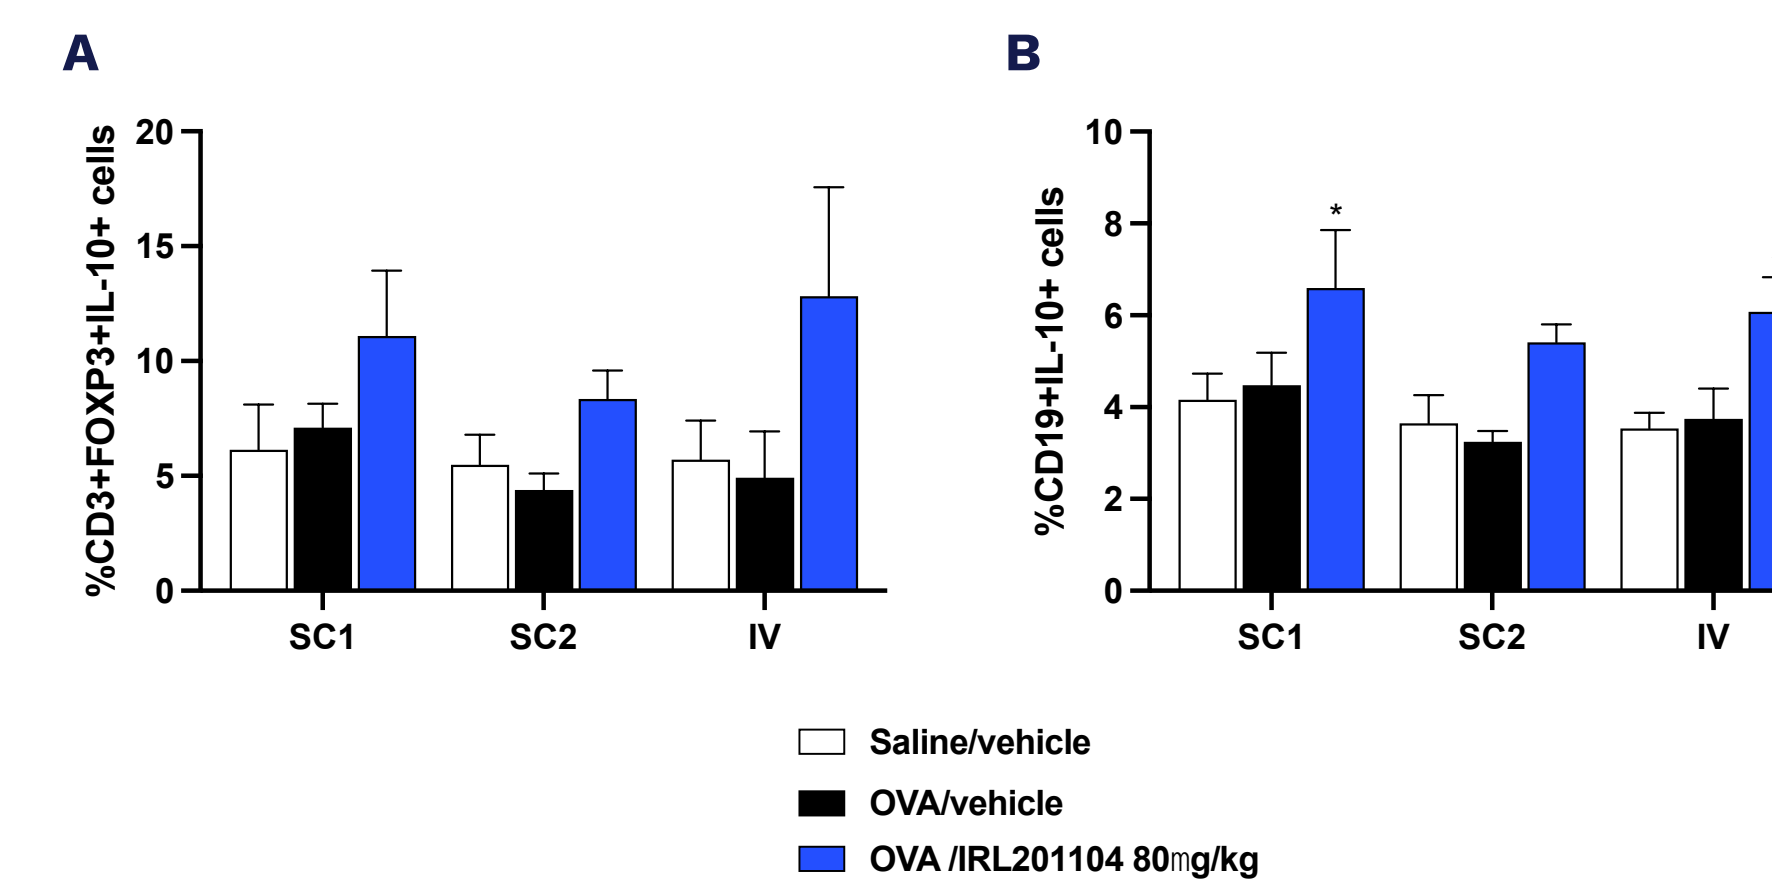 A
B
%CD3+FOXP3+IL-10+ cells
20
15
10
5
0
SC1 SC2 IV
%CD19+IL-10+ cells
10
8
6
4
2
0
*
SC1 SC2 IV
Saline/vehicle
OVA/vehicle
OVA /IRL201104 80mg/kg